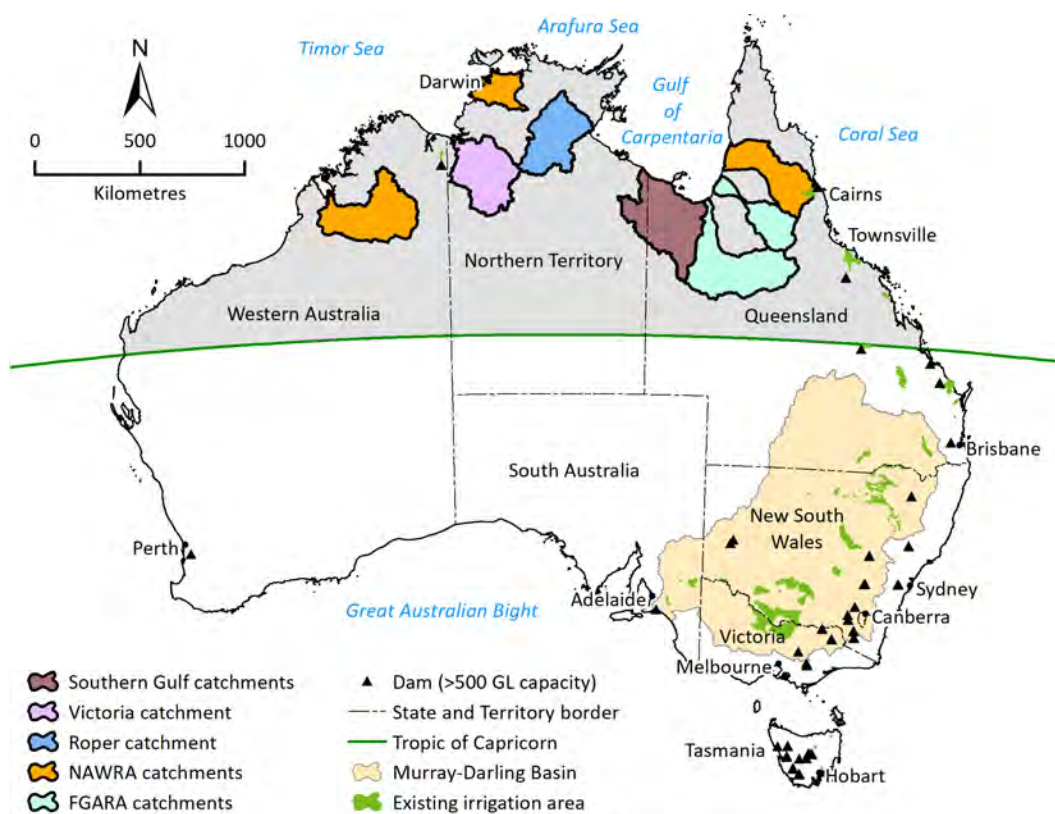 Timor Sea
Arafura Sea
N
Darwin
Gulf
of
Carpentaria
Coral Sea
0 500 1000
Kilometres
Cairns
Townsville
Northern Territory
Western Australia
Queensland
Brisbane
South Australia
New South
Wales
Perth
Sydney
Adelaide
Great Australian Bight
Canberra
Victoria
Melbourne
Tasmania
Hobart
Southern Gulf catchments
Victoria catchment
Roper catchment
NAWRA catchments
FGARA catchments
Dam (>500 GL capacity)
State and Territory border
Tropic of Capricorn
Murray-Darling Basin
Existing irrigation area